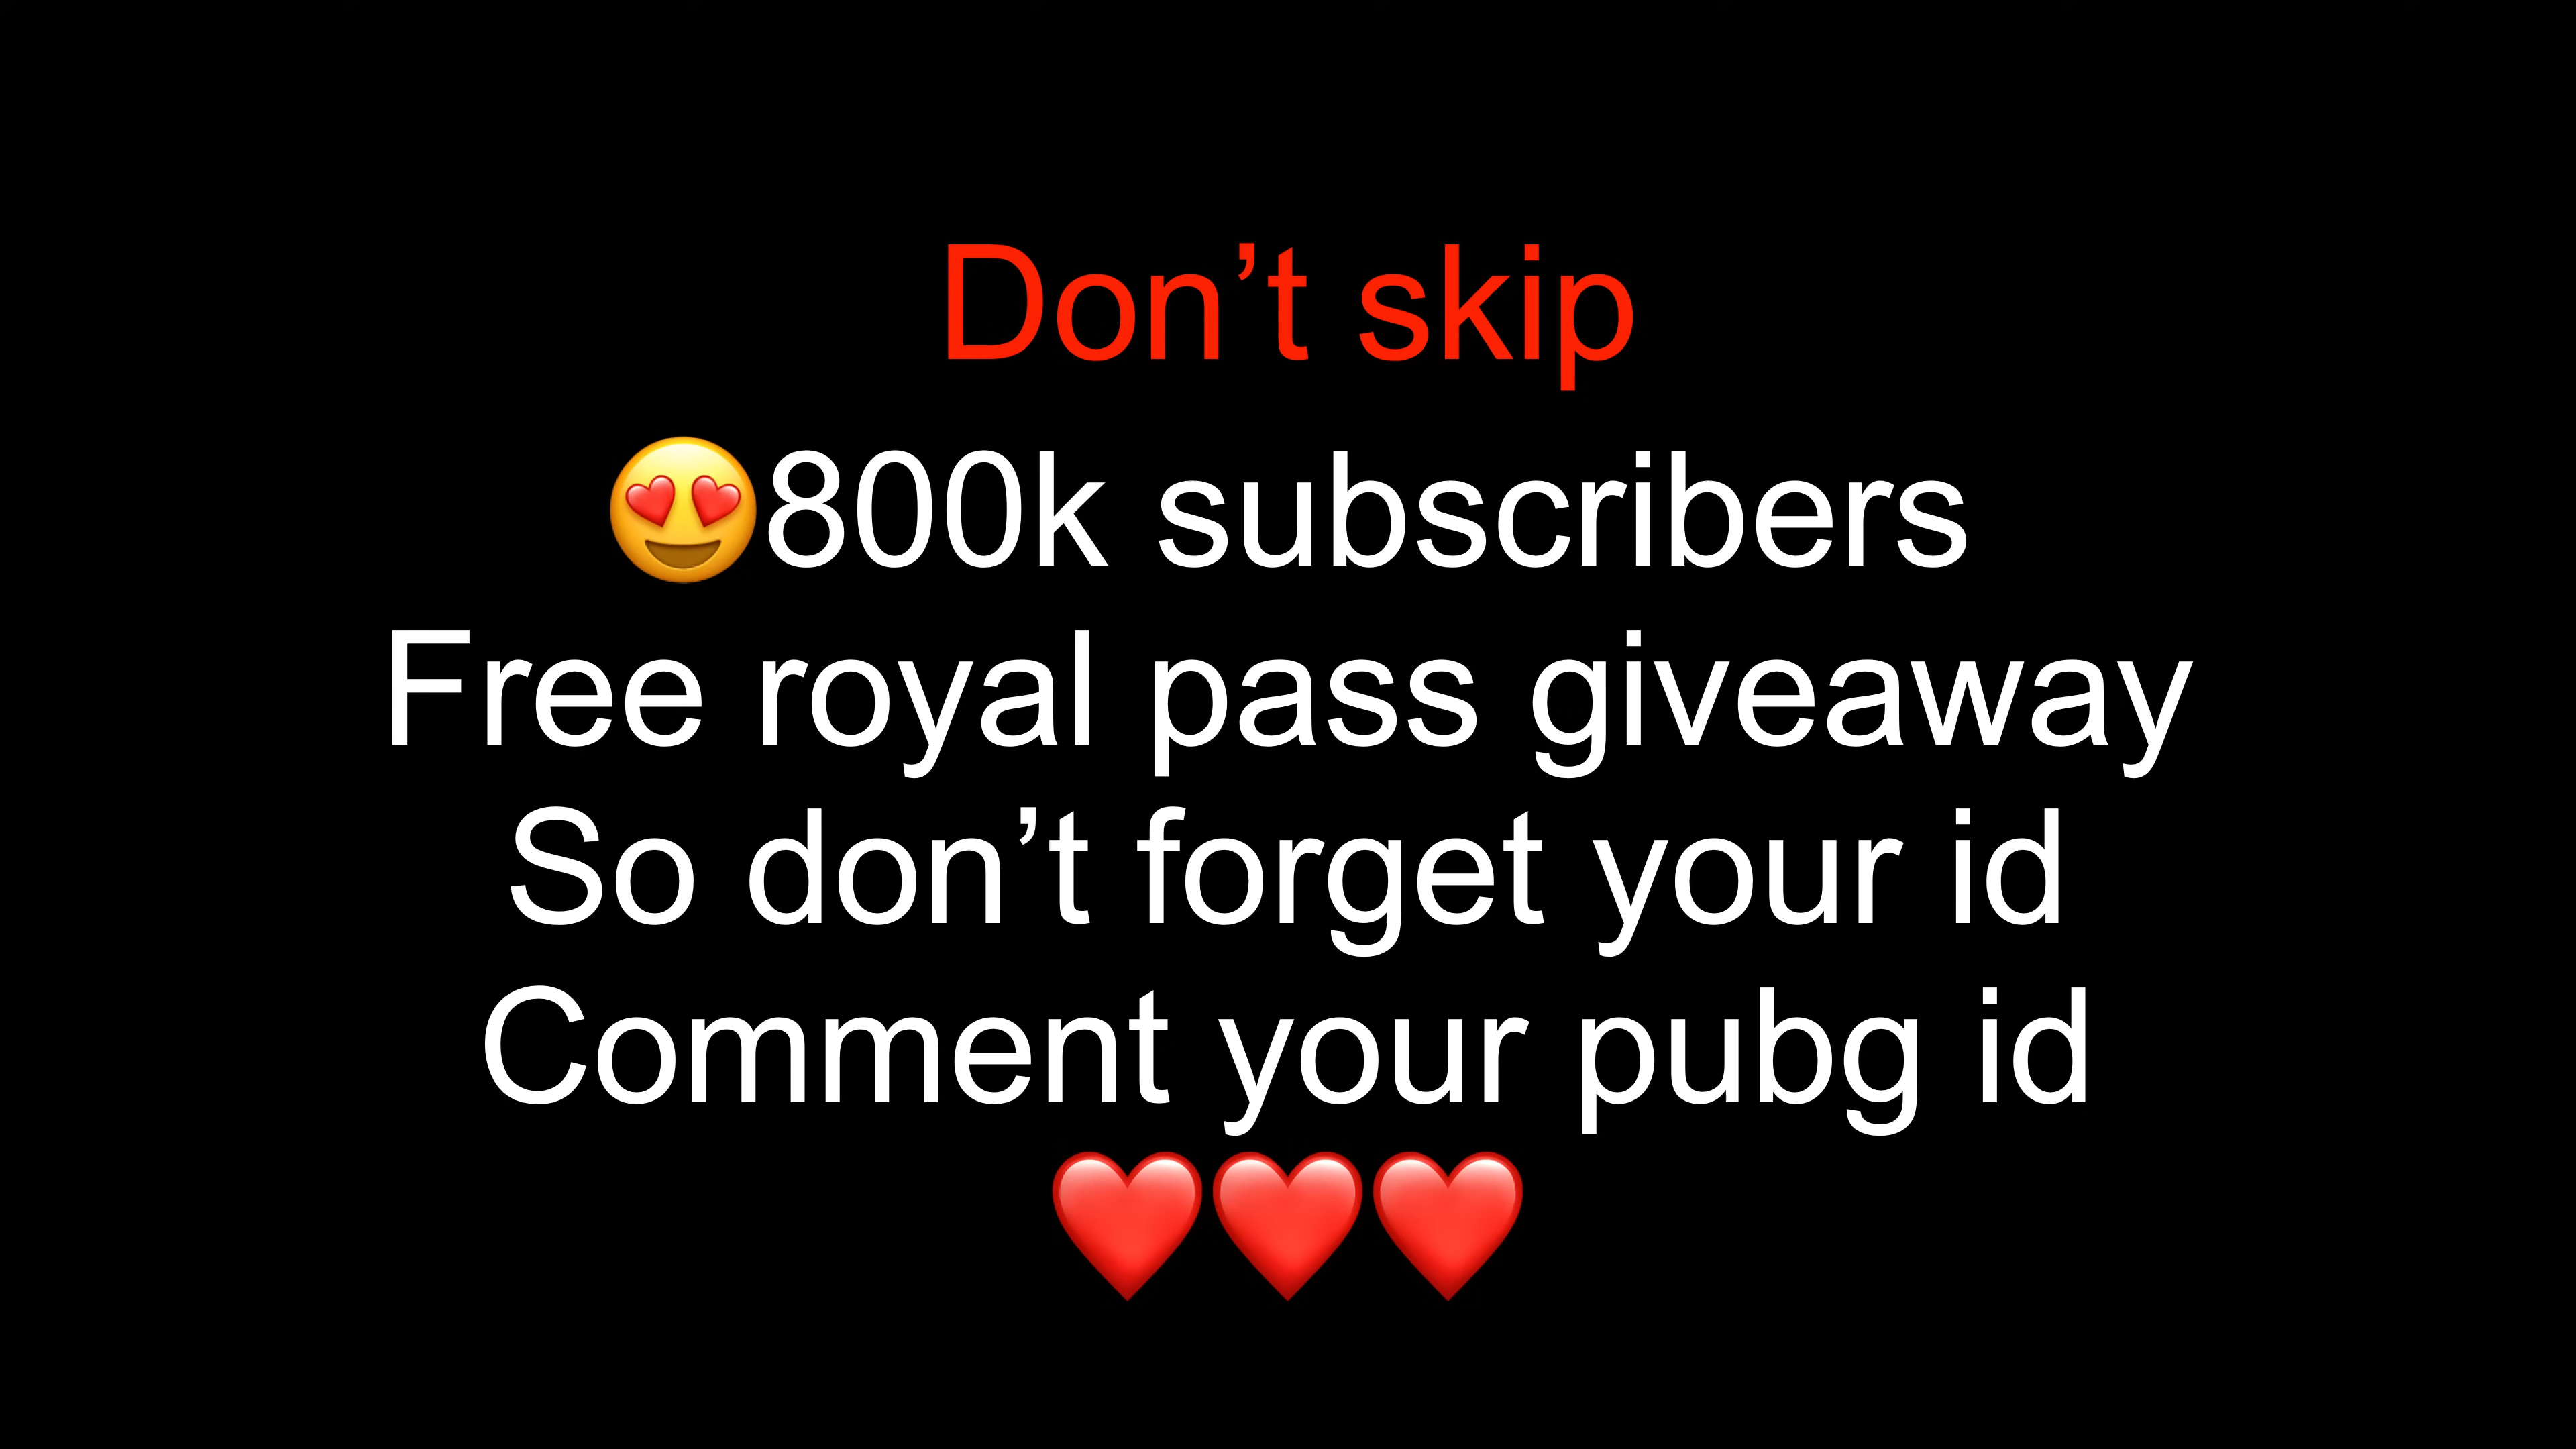 Don’t skip
😍800k subscribers
Free royal pass giveaway
So don’t forget your id
Comment your pubg id
❤️❤️❤️